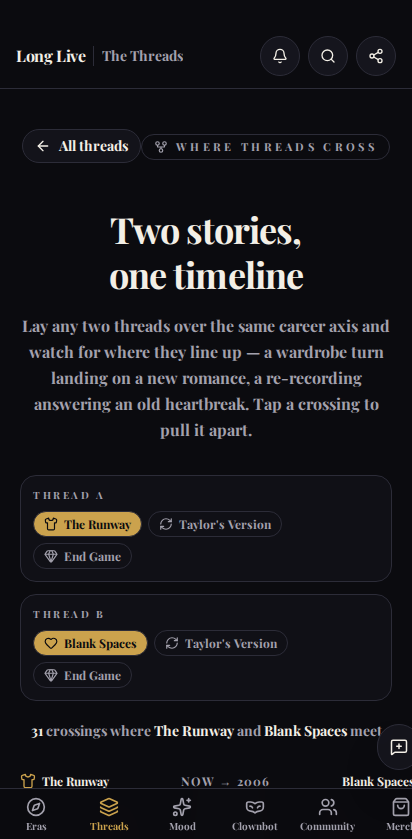 Long Live | The Threads
All threads
WHERE THREADS CROSS
Two stories,
one timeline
Lay any two threads over the same career axis and
watch for where they line up — a wardrobe turn
landing on a new romance, a re-recording
answering an old heartbreak. Tap a crossing to
pull it apart.
THREAD A
The Runway Taylor's Version
End Game
THREAD B
Blank Spaces Taylor's Version
End Game
31 crossings where The Runway and Blank Spaces meet
The Runway NOW → 2006 Blank Spaces
Eras Threads Mood Clownbot Community Merch